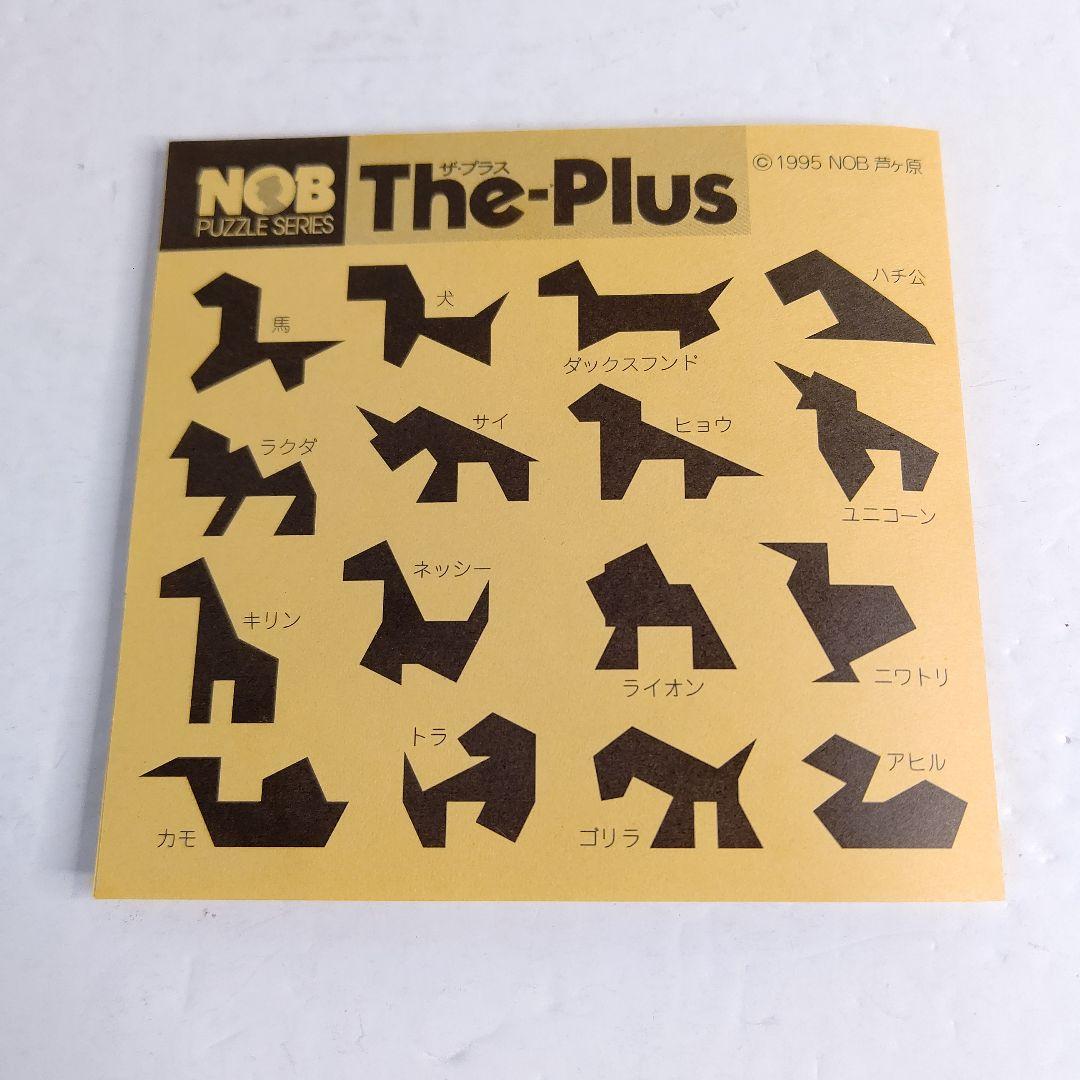 NOB
PUZZLE SERIES
ザ・プラス
The-Plus
©1995 NOB 芦ヶ原
馬
犬
ダックスフンド
ハチ公
ラクダ
サイ
ヒョウ
ユニコーン
キリン
ネッシー
ライオン
ニワトリ
カモ
トラ
ゴリラ
アヒル